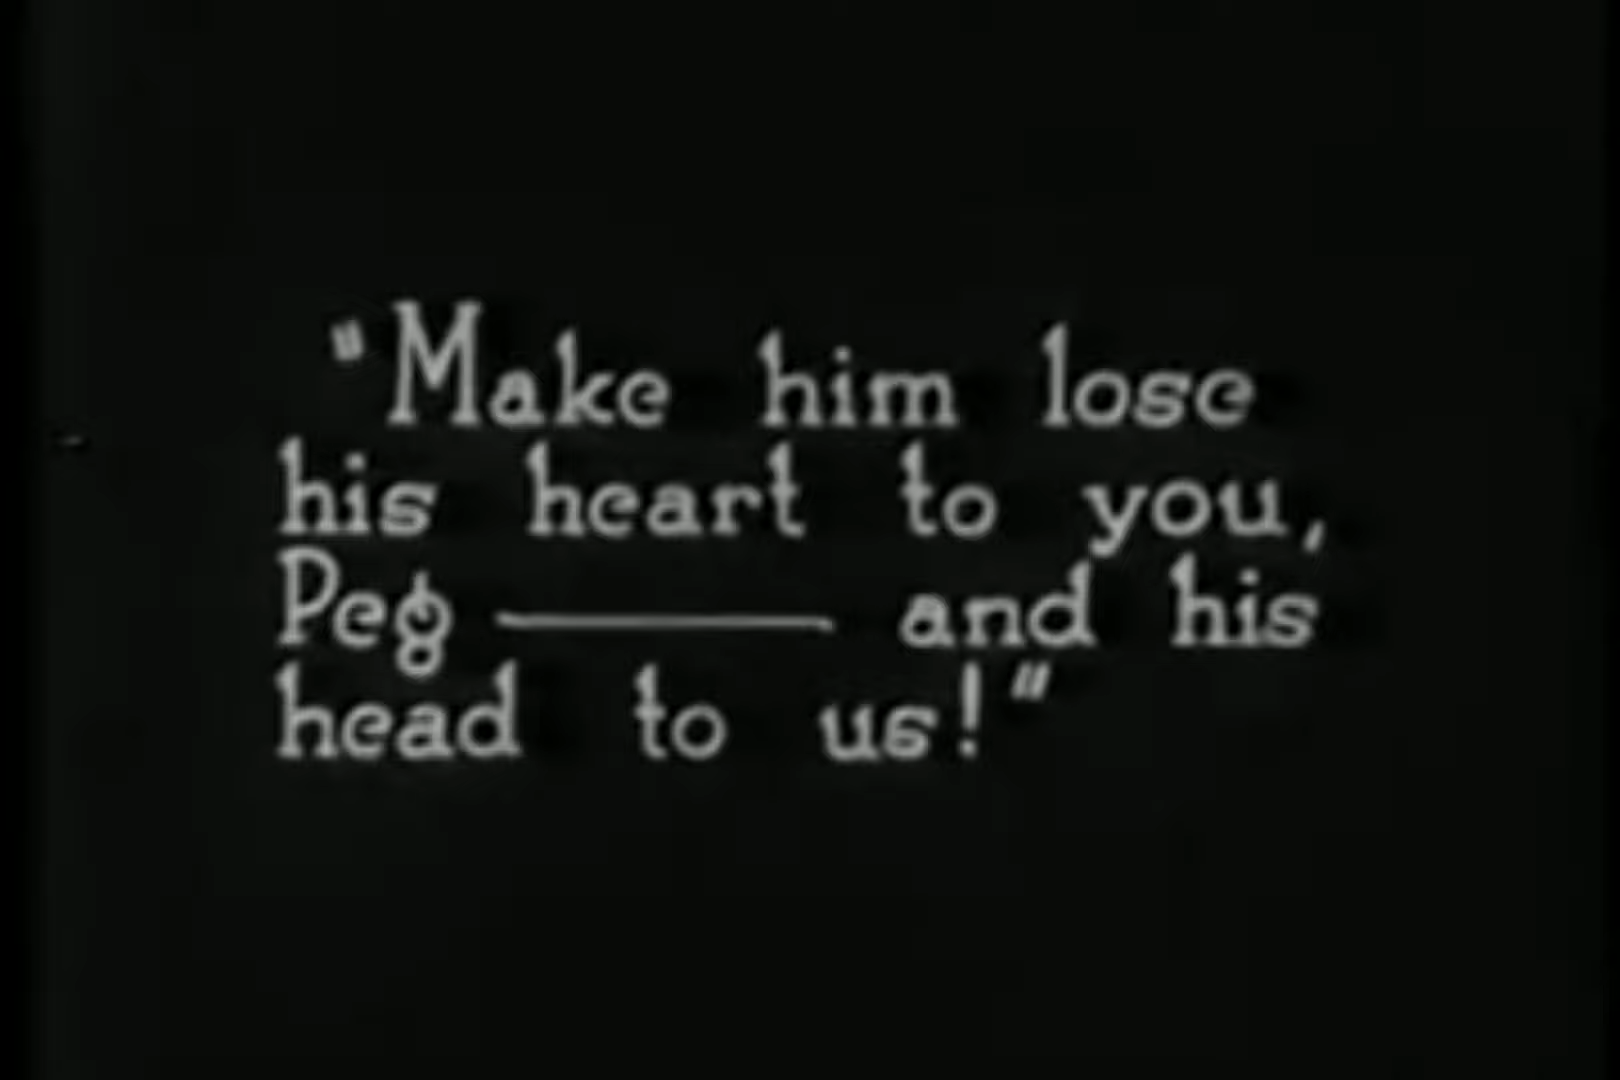 "Make him lose
his heart to you,
Peg —— and his
head to us!"